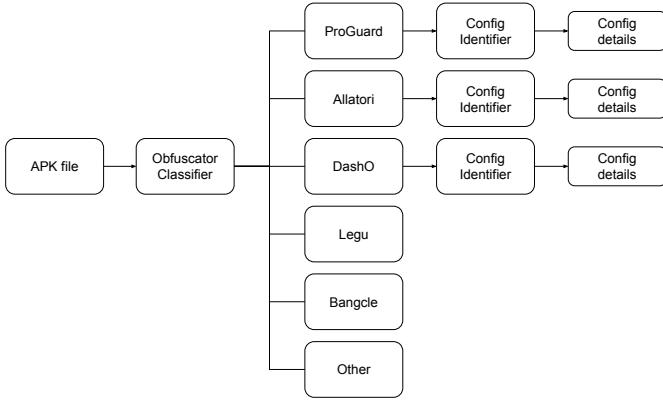 ProGuard
Config
Identifier
Config
details
Allatori
Config
Identifier
Config
details
APK file
Obfuscator
Classifier
DashO
Config
Identifier
Config
details
Legu
Bangcle
Other